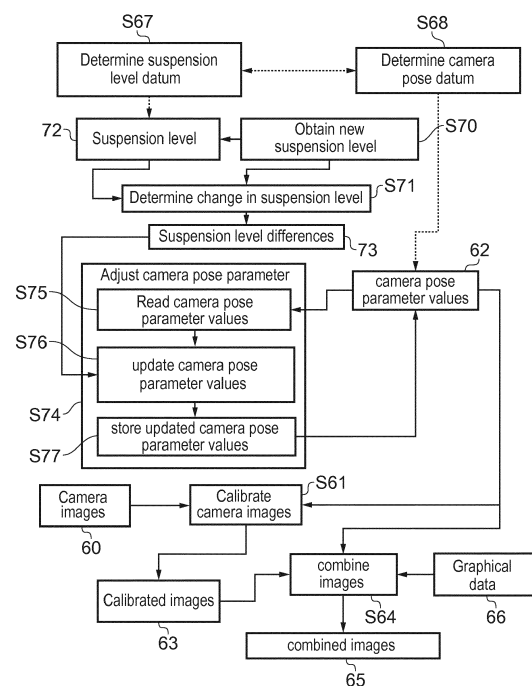 S67
S68
Determine suspension
level datum
Determine camera
pose datum
72
Suspension level
Obtain new
suspension level
S70
S71
Determine change in suspension level
Suspension level differences
73
62
Adjust camera pose parameter
camera pose
parameter values
S75
Read camera pose
parameter values
S76
update camera pose
parameter values
S74
store updated camera pose
parameter values
S77
S61
Camera
images
Calibrate
camera images
60
combine
images
Graphical
data
Calibrated images
63
S64
66
combined images
65